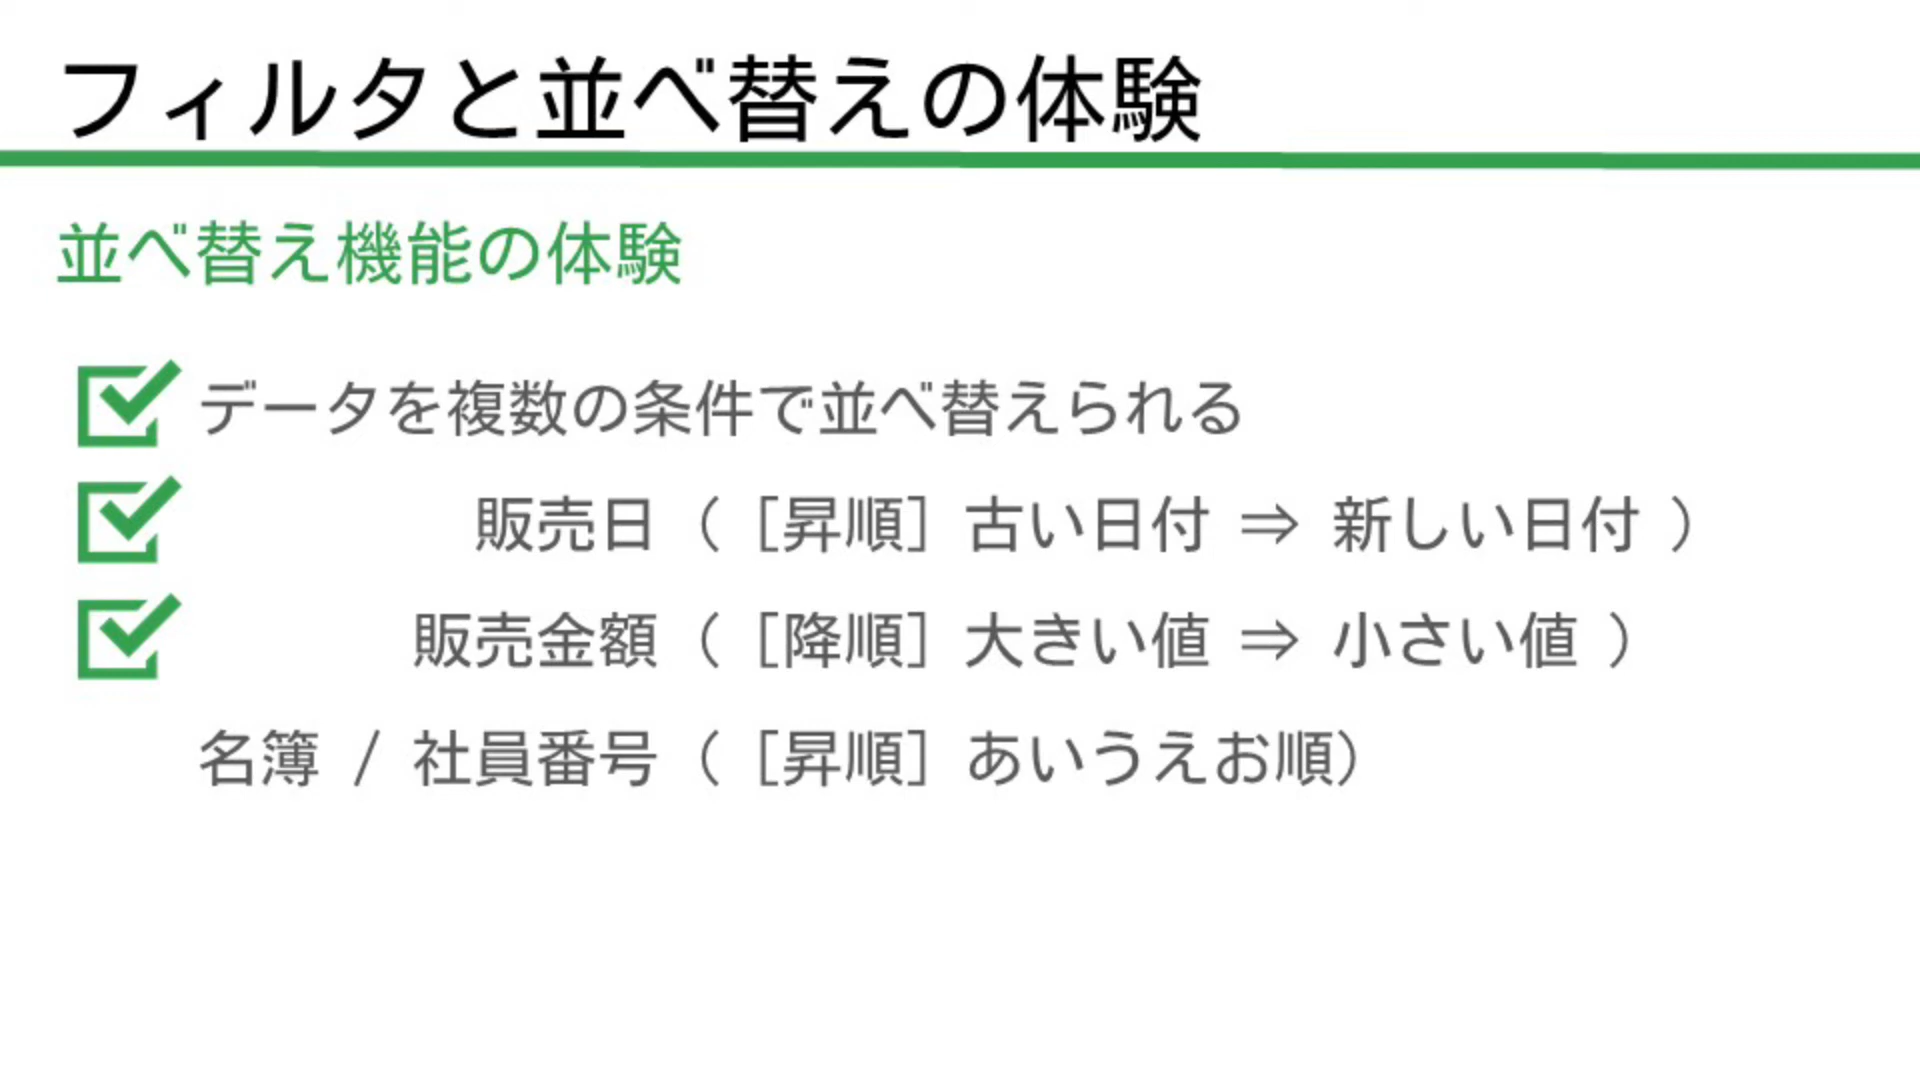 フィルタと並べ替えの体験
並べ替え機能の体験
データを複数の条件で並べ替えられる
販売日（［昇順］古い日付 ⇒ 新しい日付 ）
販売金額（［降順］大きい値 ⇒ 小さい値 ）
名簿 / 社員番号（［昇順］あいうえお順）